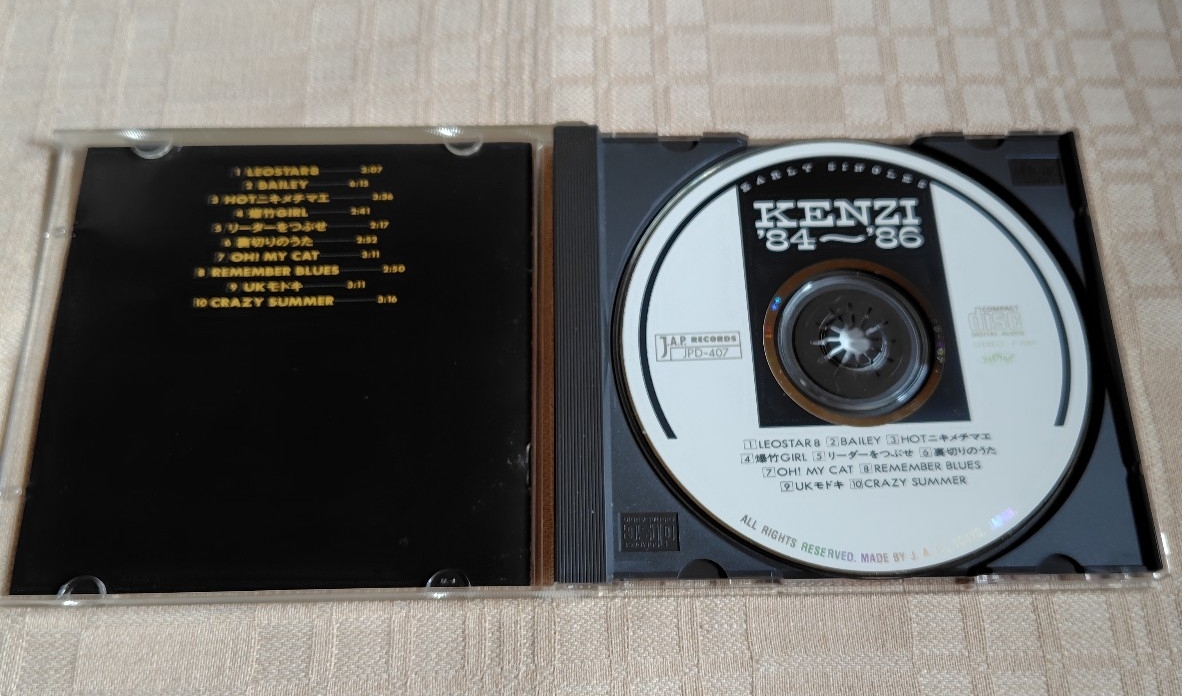 1 LEOSTAR8 3:07
2 BAILEY 6:15
3 HOTニキメチマエ 3:36
4 爆竹GIRL 2:41
5 リーダーをつぶせ 2:17
6 裏切りのうた 2:52
7 OH! MY CAT 3:11
8 REMEMBER BLUES 2:50
9 UKモドキ 3:11
10 CRAZY SUMMER 3:16
EARLY SINGLES
KENZI
'84〜'86
J.A.P. RECORDS
JPD-407
COMPACT
disc
DIGITAL AUDIO
1 LEOSTAR8 2 BAILEY 3 HOTニキメチマエ
4 爆竹GIRL 5 リーダーをつぶせ 6 裏切りのうた
7 OH! MY CAT 8 REMEMBER BLUES
9 UKモドキ 10 CRAZY SUMMER
ALL RIGHTS RESERVED. MADE BY J. A.